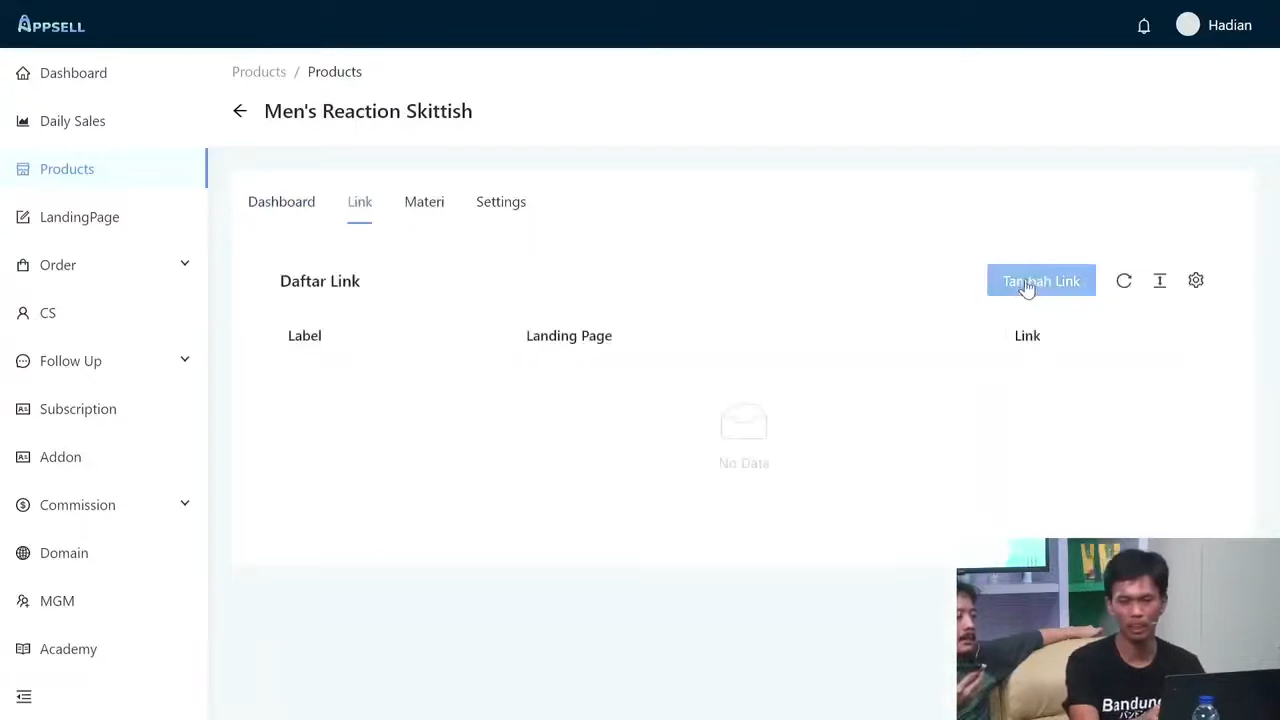 APPSELL
Hadian
Dashboard
Daily Sales
Products
LandingPage
Order
CS
Follow Up
Subscription
Addon
Commission
Domain
MGM
Academy
Products / Products
Men's Reaction Skittish
Dashboard
Link
Materi
Settings
Daftar Link
Tambah Link
Label
Landing Page
Link
No Data
Bandung